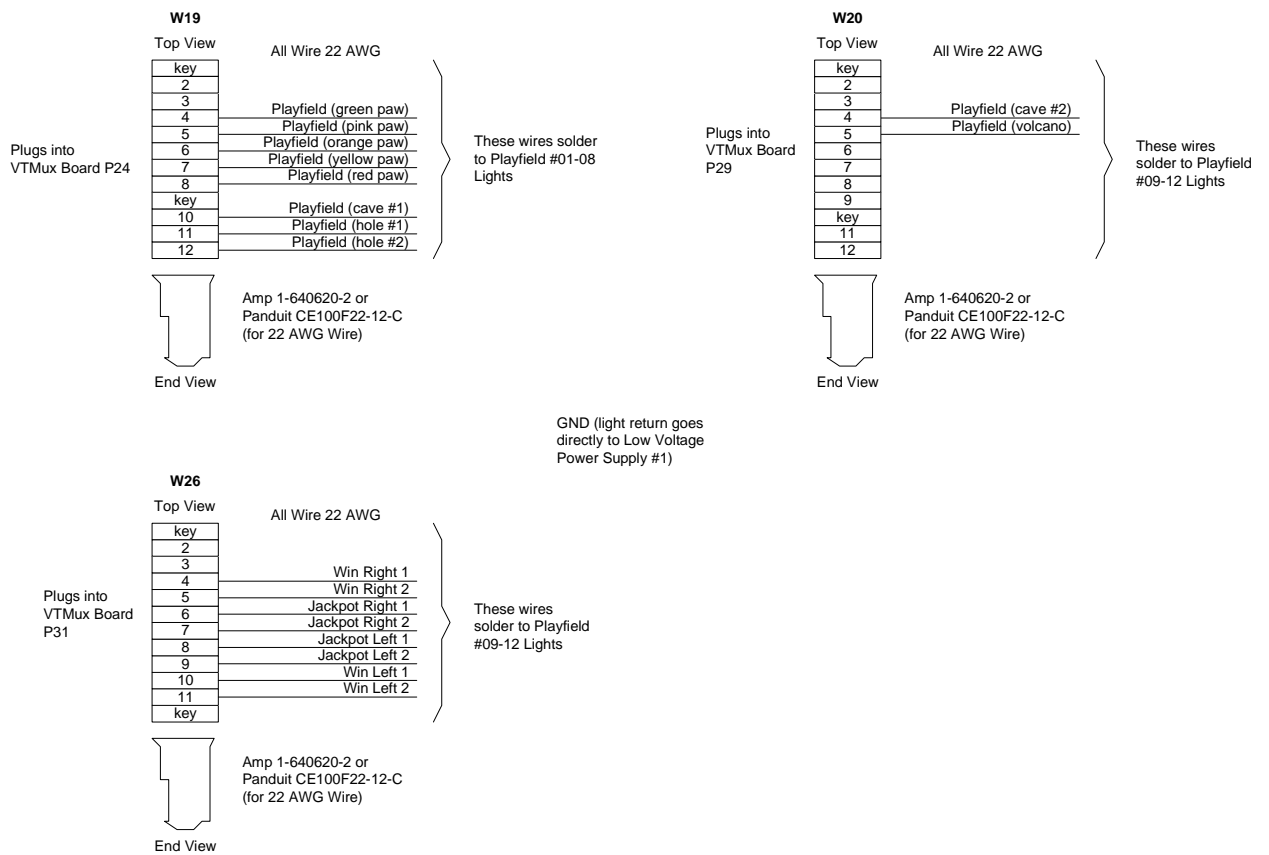 W19
Top View
All Wire 22 AWG
key
2
3
4
5
6
7
8
key
10
11
12
Playfield (green paw)
Playfield (pink paw)
Playfield (orange paw)
Playfield (yellow paw)
Playfield (red paw)
Playfield (cave #1)
Playfield (hole #1)
Playfield (hole #2)
Plugs into
VTMux Board P24
These wires solder
to Playfield #01-08
Lights
Amp 1-640620-2 or
Panduit CE100F22-12-C
(for 22 AWG Wire)
End View
W20
Top View
All Wire 22 AWG
key
2
3
4
5
6
7
8
9
key
11
12
Playfield (cave #2)
Playfield (volcano)
Plugs into
VTMux Board
P29
These wires
solder to Playfield
#09-12 Lights
Amp 1-640620-2 or
Panduit CE100F22-12-C
(for 22 AWG Wire)
End View
GND (light return goes
directly to Low Voltage
Power Supply #1)
W26
Top View
All Wire 22 AWG
key
2
3
4
5
6
7
8
9
10
11
key
Win Right 1
Win Right 2
Jackpot Right 1
Jackpot Right 2
Jackpot Left 1
Jackpot Left 2
Win Left 1
Win Left 2
Plugs into
VTMux Board
P31
These wires
solder to Playfield
#09-12 Lights
Amp 1-640620-2 or
Panduit CE100F22-12-C
(for 22 AWG Wire)
End View